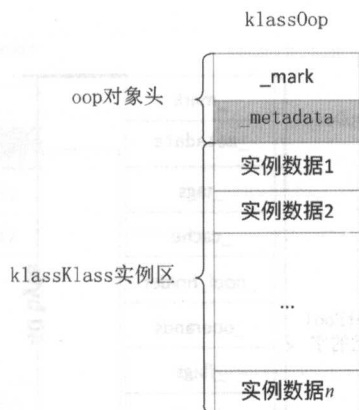 klassOop
_mark
oop对象头
_metadata
实例数据1
实例数据2
klassKlass实例区
...
实例数据n